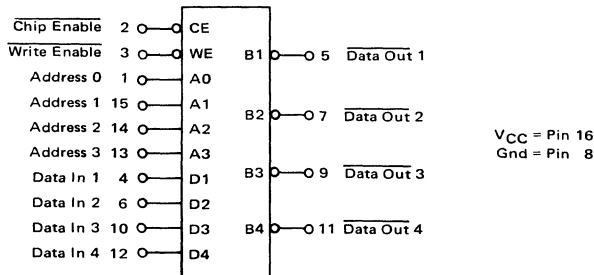 Chip Enable 2 CE
Write Enable 3 WE B1 5 Data Out 1
Address 0 1 A0
Address 1 15 A1
Address 2 14 A2 B2 7 Data Out 2
Address 3 13 A3
Data In 1 4 D1 B3 9 Data Out 3
Data In 2 6 D2
Data In 3 10 D3 B4 11 Data Out 4
Data In 4 12 D4
VCC = Pin 16
Gnd = Pin 8